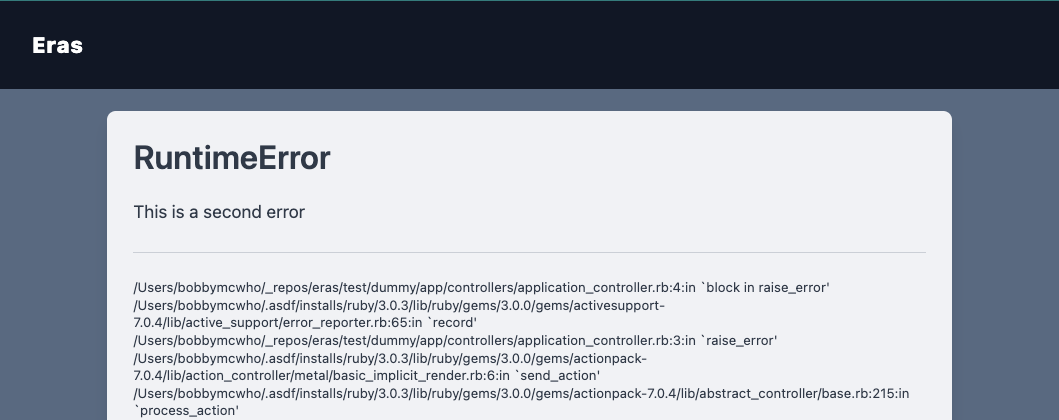 Eras
RuntimeError
This is a second error
/Users/bobbymcwho/_repos/eras/test/dummy/app/controllers/application_controller.rb:4:in `block in raise_error'
/Users/bobbymcwho/.asdf/installs/ruby/3.0.3/lib/ruby/gems/3.0.0/gems/activesupport-
7.0.4/lib/active_support/error_reporter.rb:65:in `record'
/Users/bobbymcwho/_repos/eras/test/dummy/app/controllers/application_controller.rb:3:in `raise_error'
/Users/bobbymcwho/.asdf/installs/ruby/3.0.3/lib/ruby/gems/3.0.0/gems/actionpack-
7.0.4/lib/action_controller/metal/basic_implicit_render.rb:6:in `send_action'
/Users/bobbymcwho/.asdf/installs/ruby/3.0.3/lib/ruby/gems/3.0.0/gems/actionpack-7.0.4/lib/abstract_controller/base.rb:215:in
`process_action'